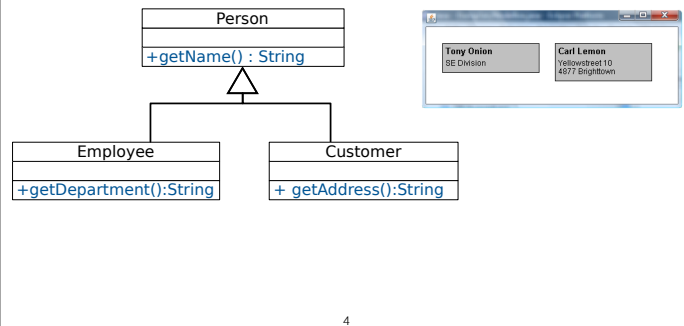 Person
+getName() : String
Employee
+getDepartment():String
Customer
+ getAddress():String
Tony Onion
SE Division
Carl Lemon
Yellowstreet 10
4877 Brighttown
4